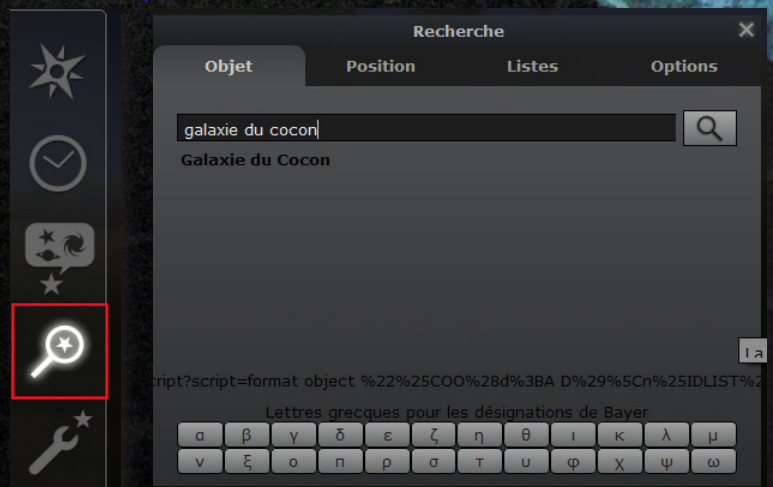 Recherche
Objet Position Listes Options
galaxie du cocon
Galaxie du Cocon
ript?script=format object %22%25COO%28d%3BA D%29%5Cn%25IDLIST%2
Lettres grecques pour les désignations de Bayer
α β γ δ ε ζ η θ ι κ λ μ
ν ξ ο π ρ σ τ υ φ χ ψ ω